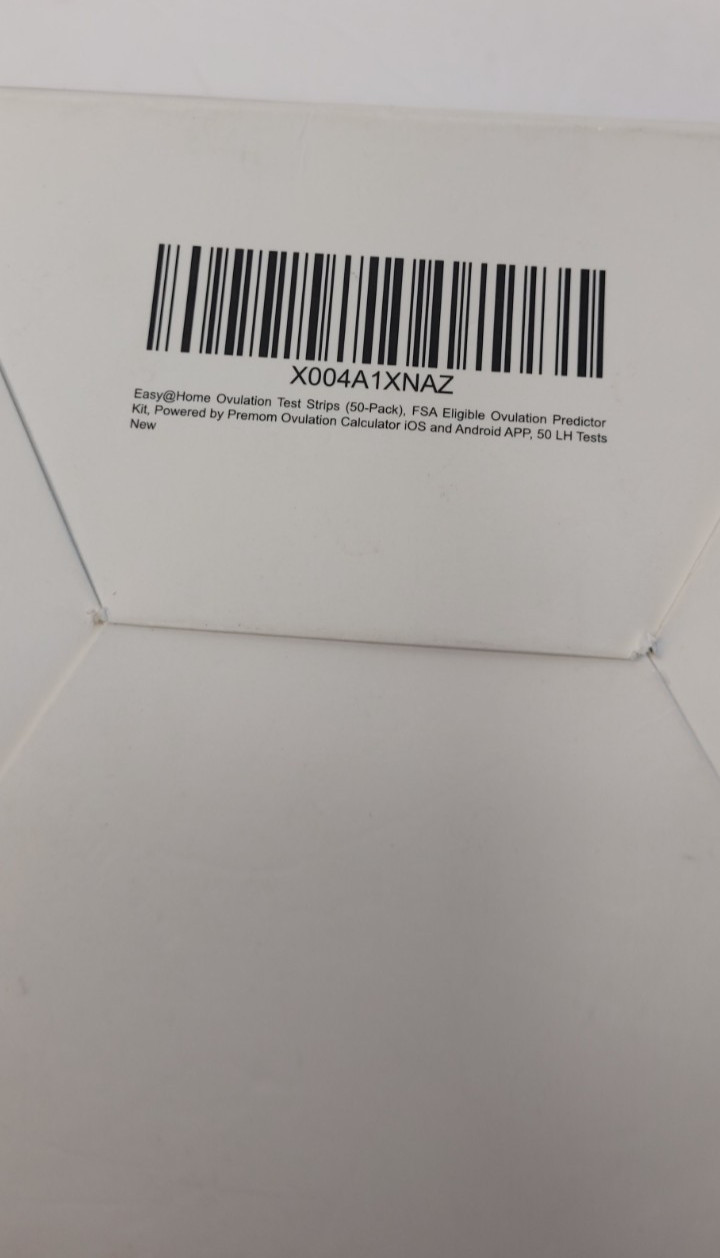 X004A1XNAZ
Easy@Home Ovulation Test Strips (50-Pack), FSA Eligible Ovulation Predictor
Kit, Powered by Premom Ovulation Calculator iOS and Android APP, 50 LH Tests
New